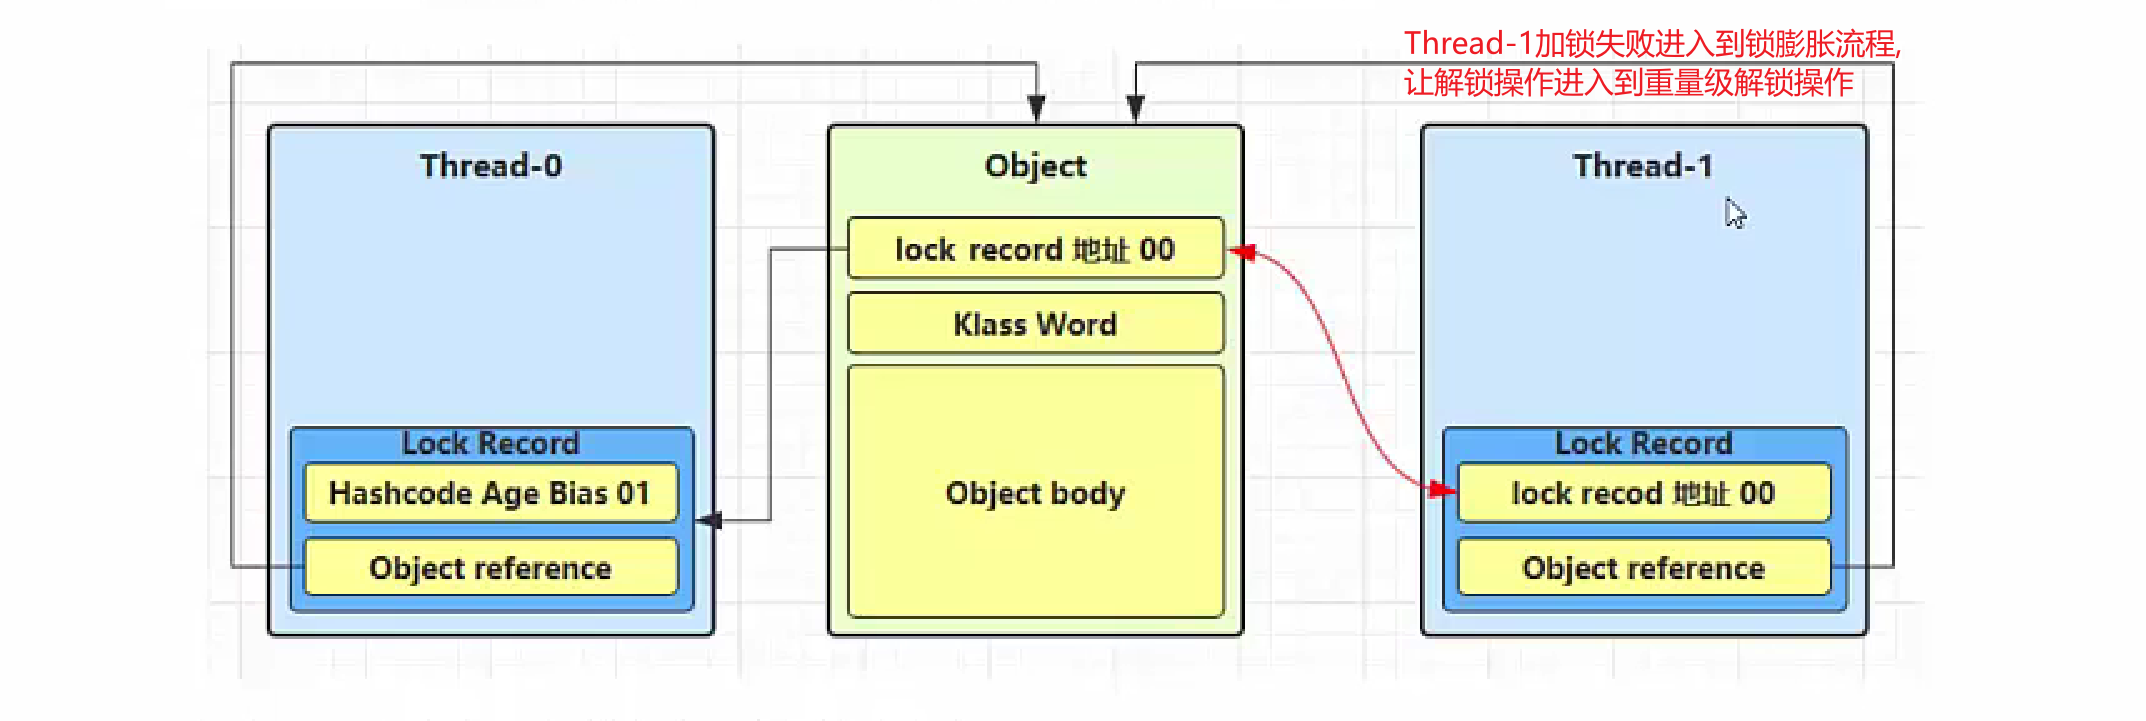 Thread-1加锁失败进入到锁膨胀流程,
让解锁操作进入到重量级解锁操作
Thread-0
Lock Record
Hashcode Age Bias 01
Object reference
Object
lock record 地址 00
Klass Word
Object body
Thread-1
Lock Record
lock recod 地址 00
Object reference